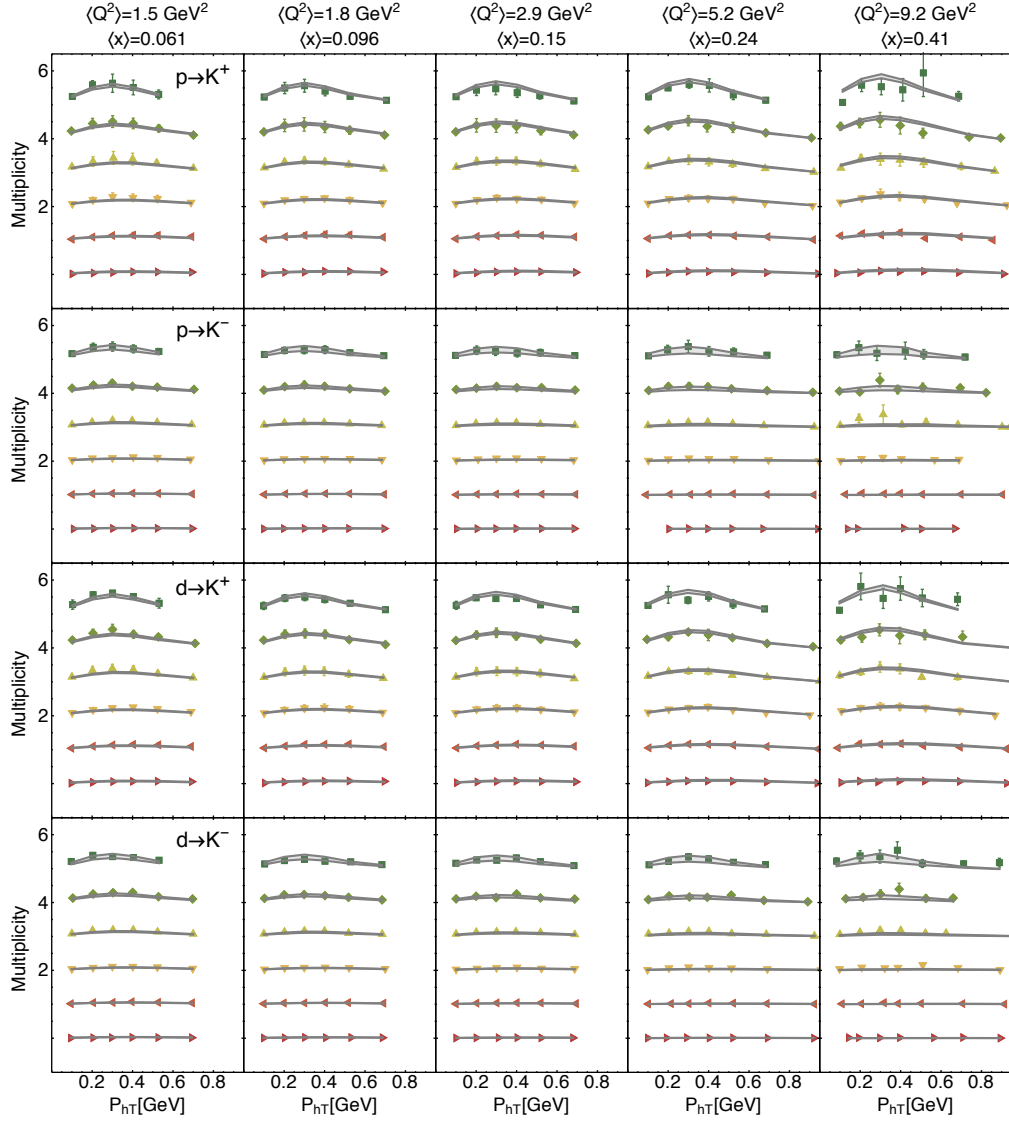 ⟨Q²⟩=1.5 GeV² ⟨Q²⟩=1.8 GeV² ⟨Q²⟩=2.9 GeV² ⟨Q²⟩=5.2 GeV² ⟨Q²⟩=9.2 GeV²
⟨x⟩=0.061 ⟨x⟩=0.096 ⟨x⟩=0.15 ⟨x⟩=0.24 ⟨x⟩=0.41
p→K⁺
6
4
2
Multiplicity
p→K⁻
6
4
2
Multiplicity
d→K⁺
6
4
2
Multiplicity
d→K⁻
6
4
2
Multiplicity
0.2 0.4 0.6 0.8 0.2 0.4 0.6 0.8 0.2 0.4 0.6 0.8 0.2 0.4 0.6 0.8 0.2 0.4 0.6 0.8
P_hT[GeV] P_hT[GeV] P_hT[GeV] P_hT[GeV] P_hT[GeV]